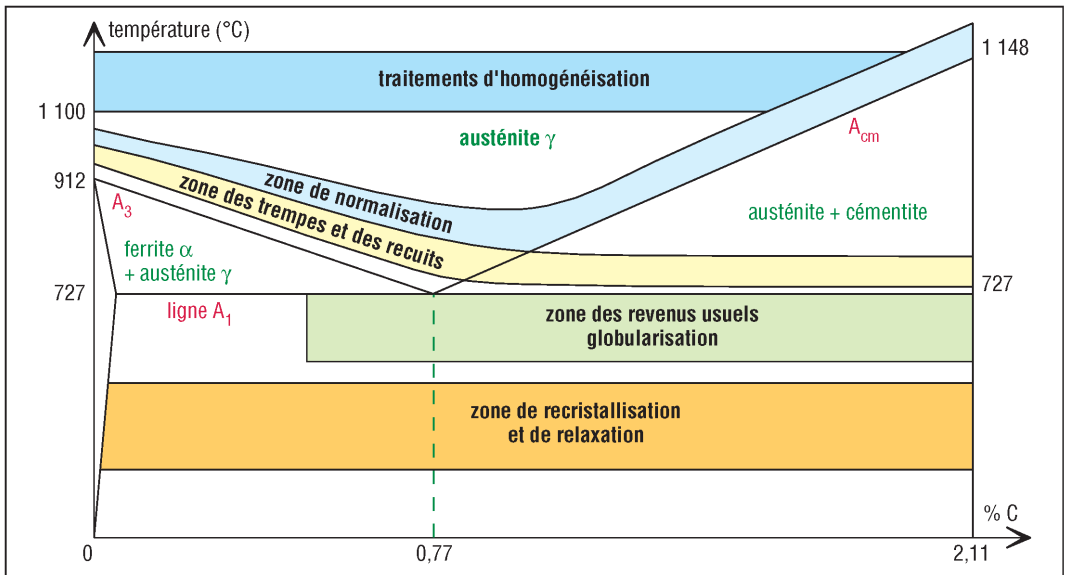 température (°C)
1 148
traitements d'homogénéisation
1 100
austénite γ
Acm
912
zone de normalisation
zone des trempes et des recuits
A3
austénite + cémentite
ferrite α
+ austénite γ
727
727
ligne A1
zone des revenus usuels
globularisation
zone de recristallisation
et de relaxation
% C
0
0,77
2,11